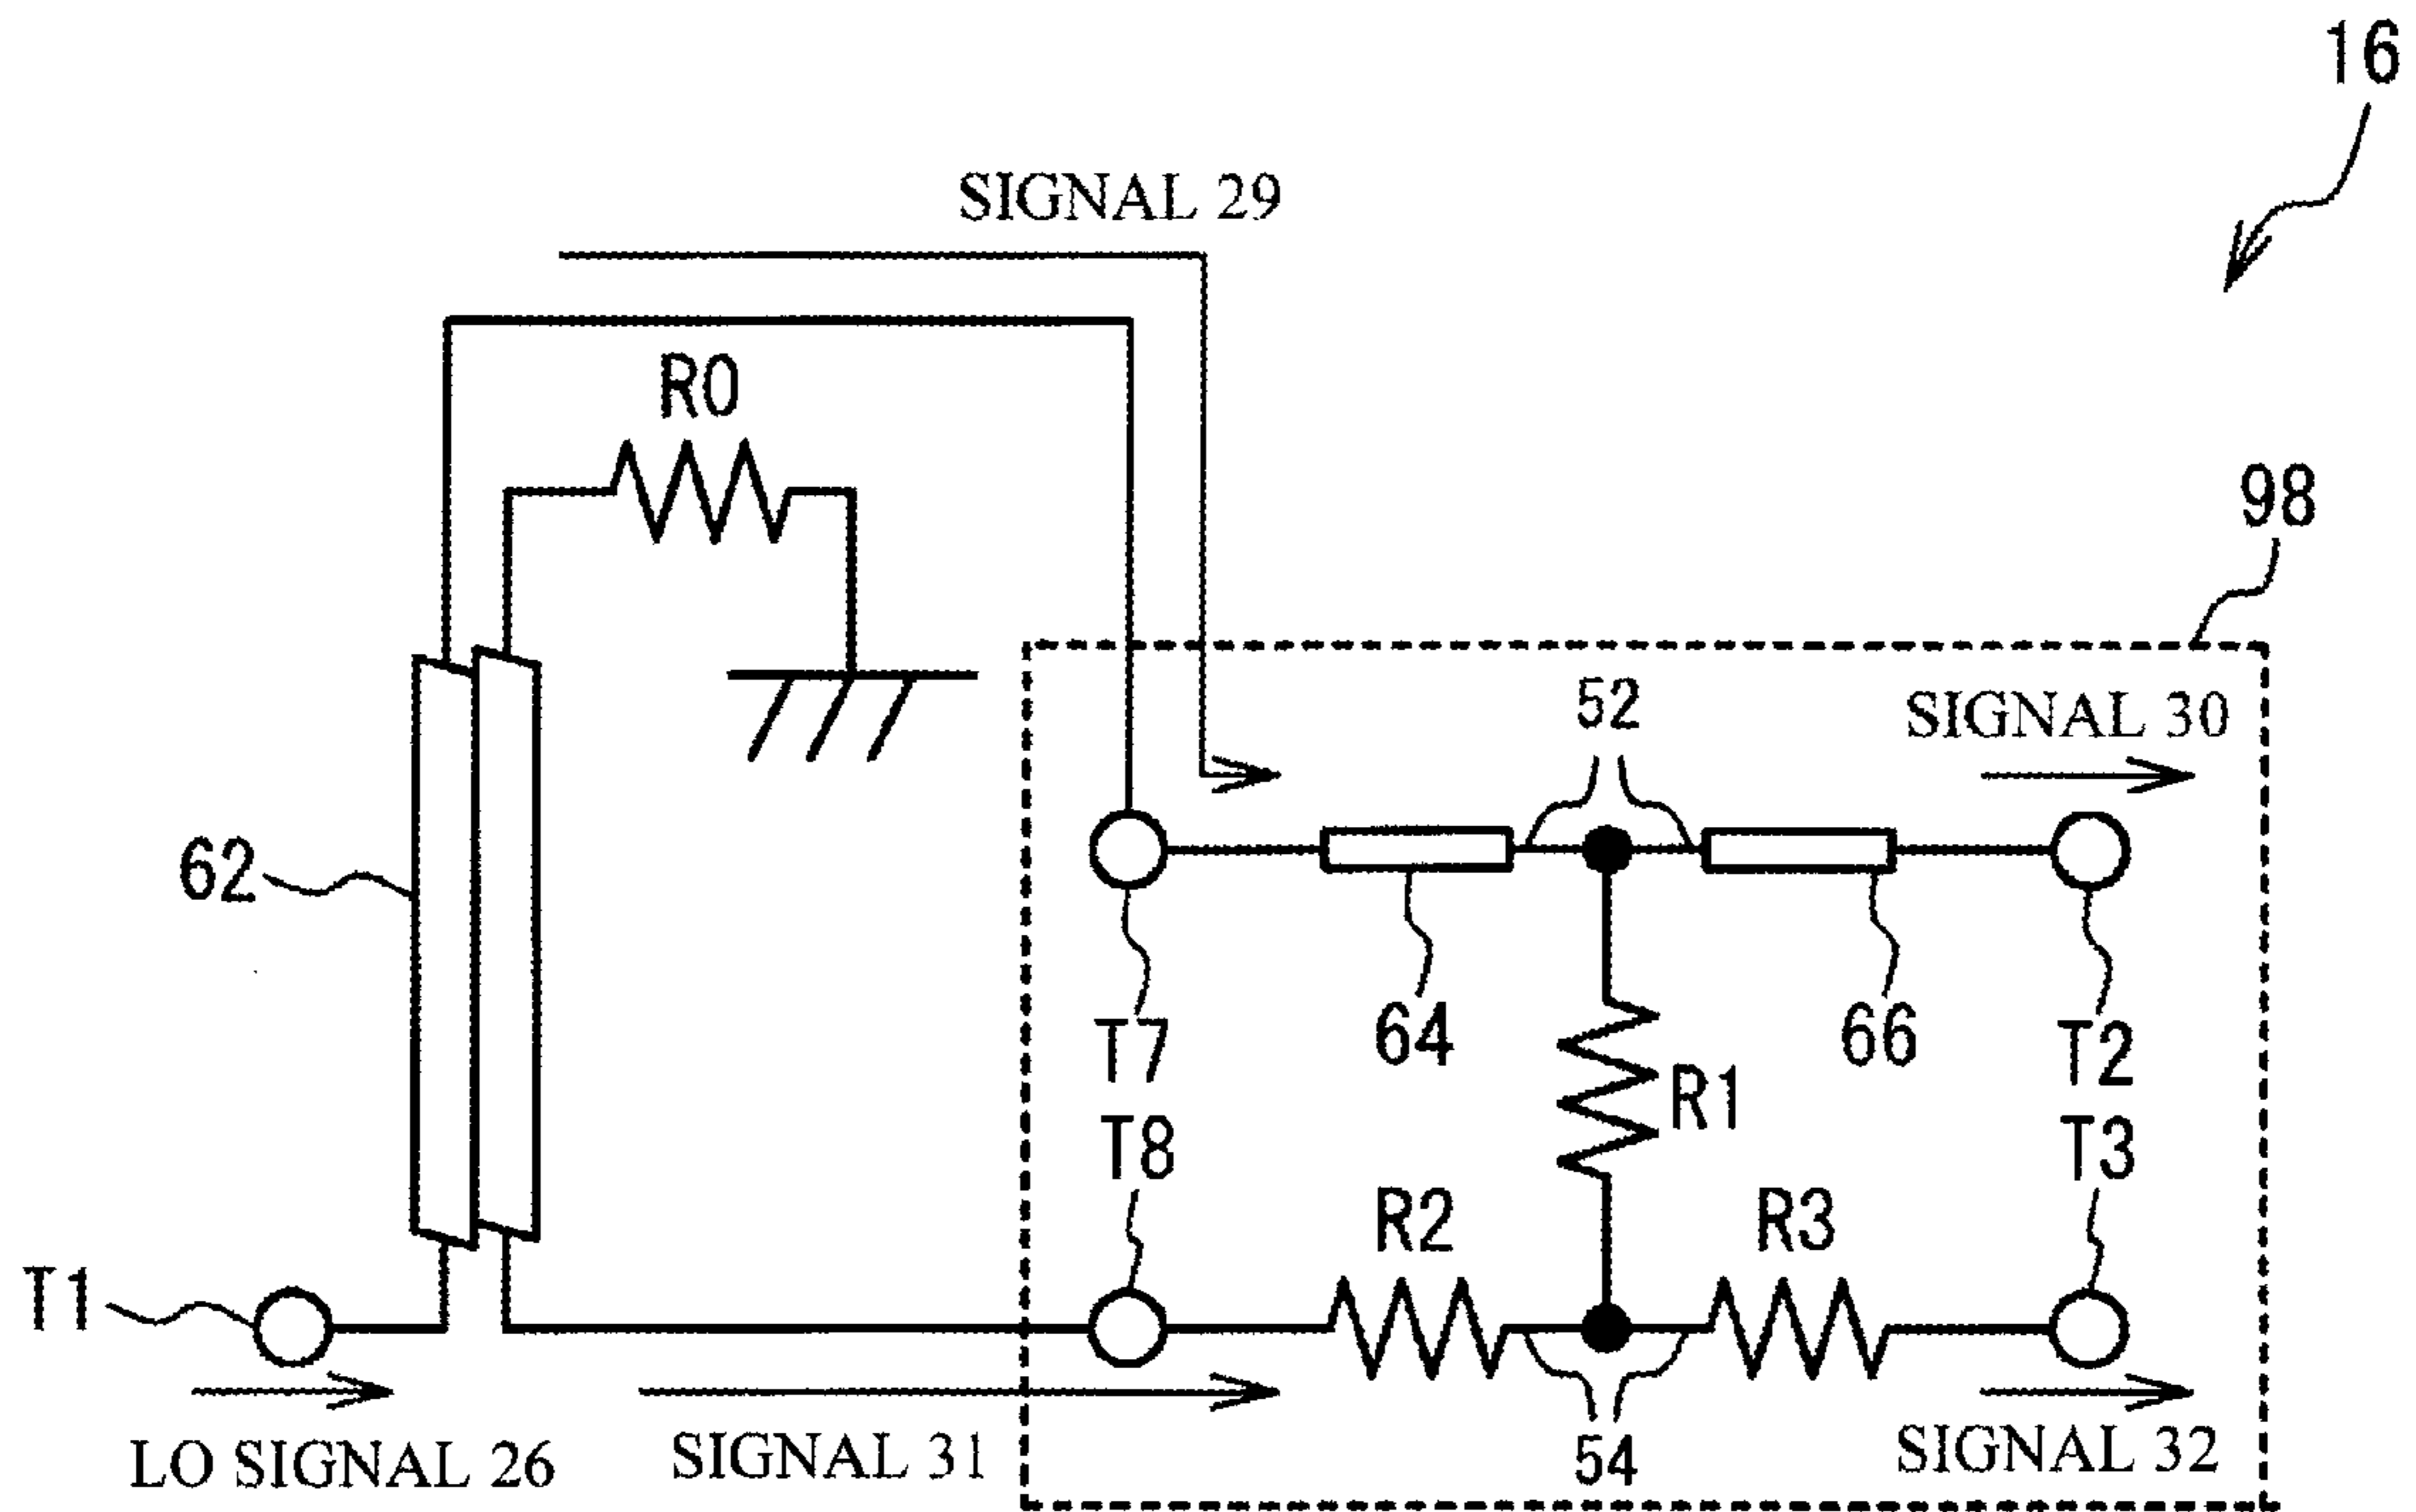 16
SIGNAL 29
R0
98
52
SIGNAL 30
62
64
66
T7
T2
R1
T8
T3
R2
R3
T1
LO SIGNAL 26
SIGNAL 31
54
SIGNAL 32